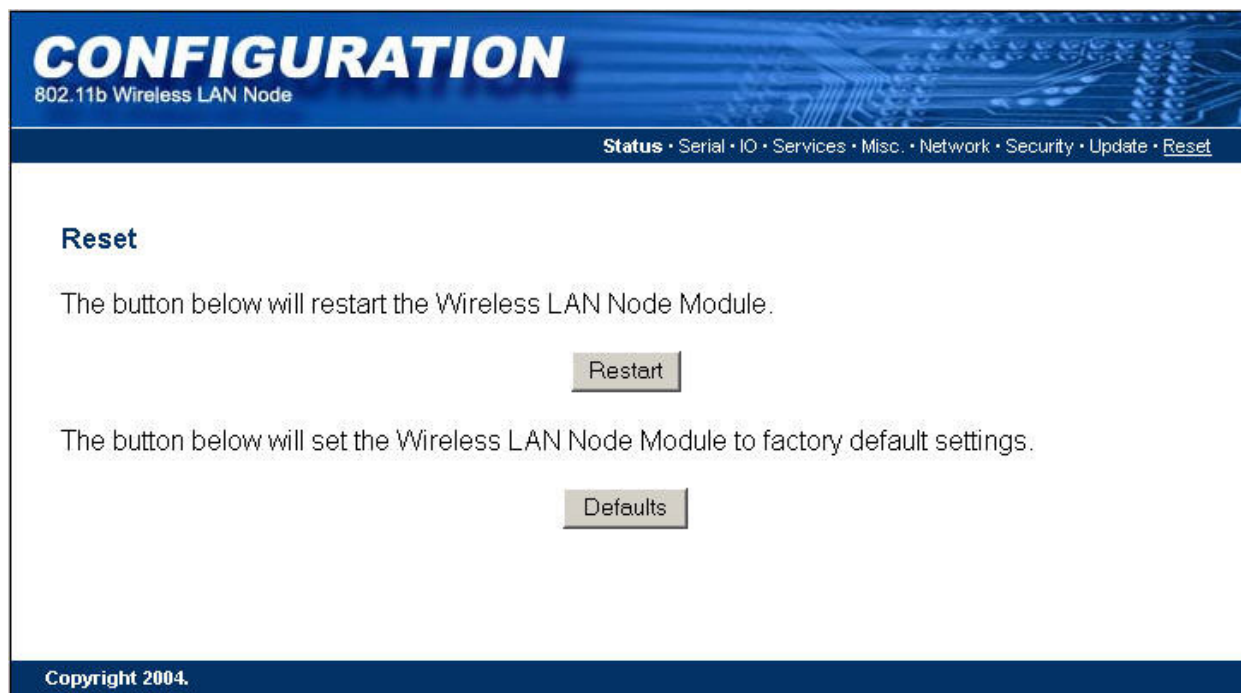 CONFIGURATION
802.11b Wireless LAN Node
Status · Serial · IO · Services · Misc. · Network · Security · Update · Reset
Reset
The button below will restart the Wireless LAN Node Module.
Restart
The button below will set the Wireless LAN Node Module to factory default settings.
Defaults
Copyright 2004.